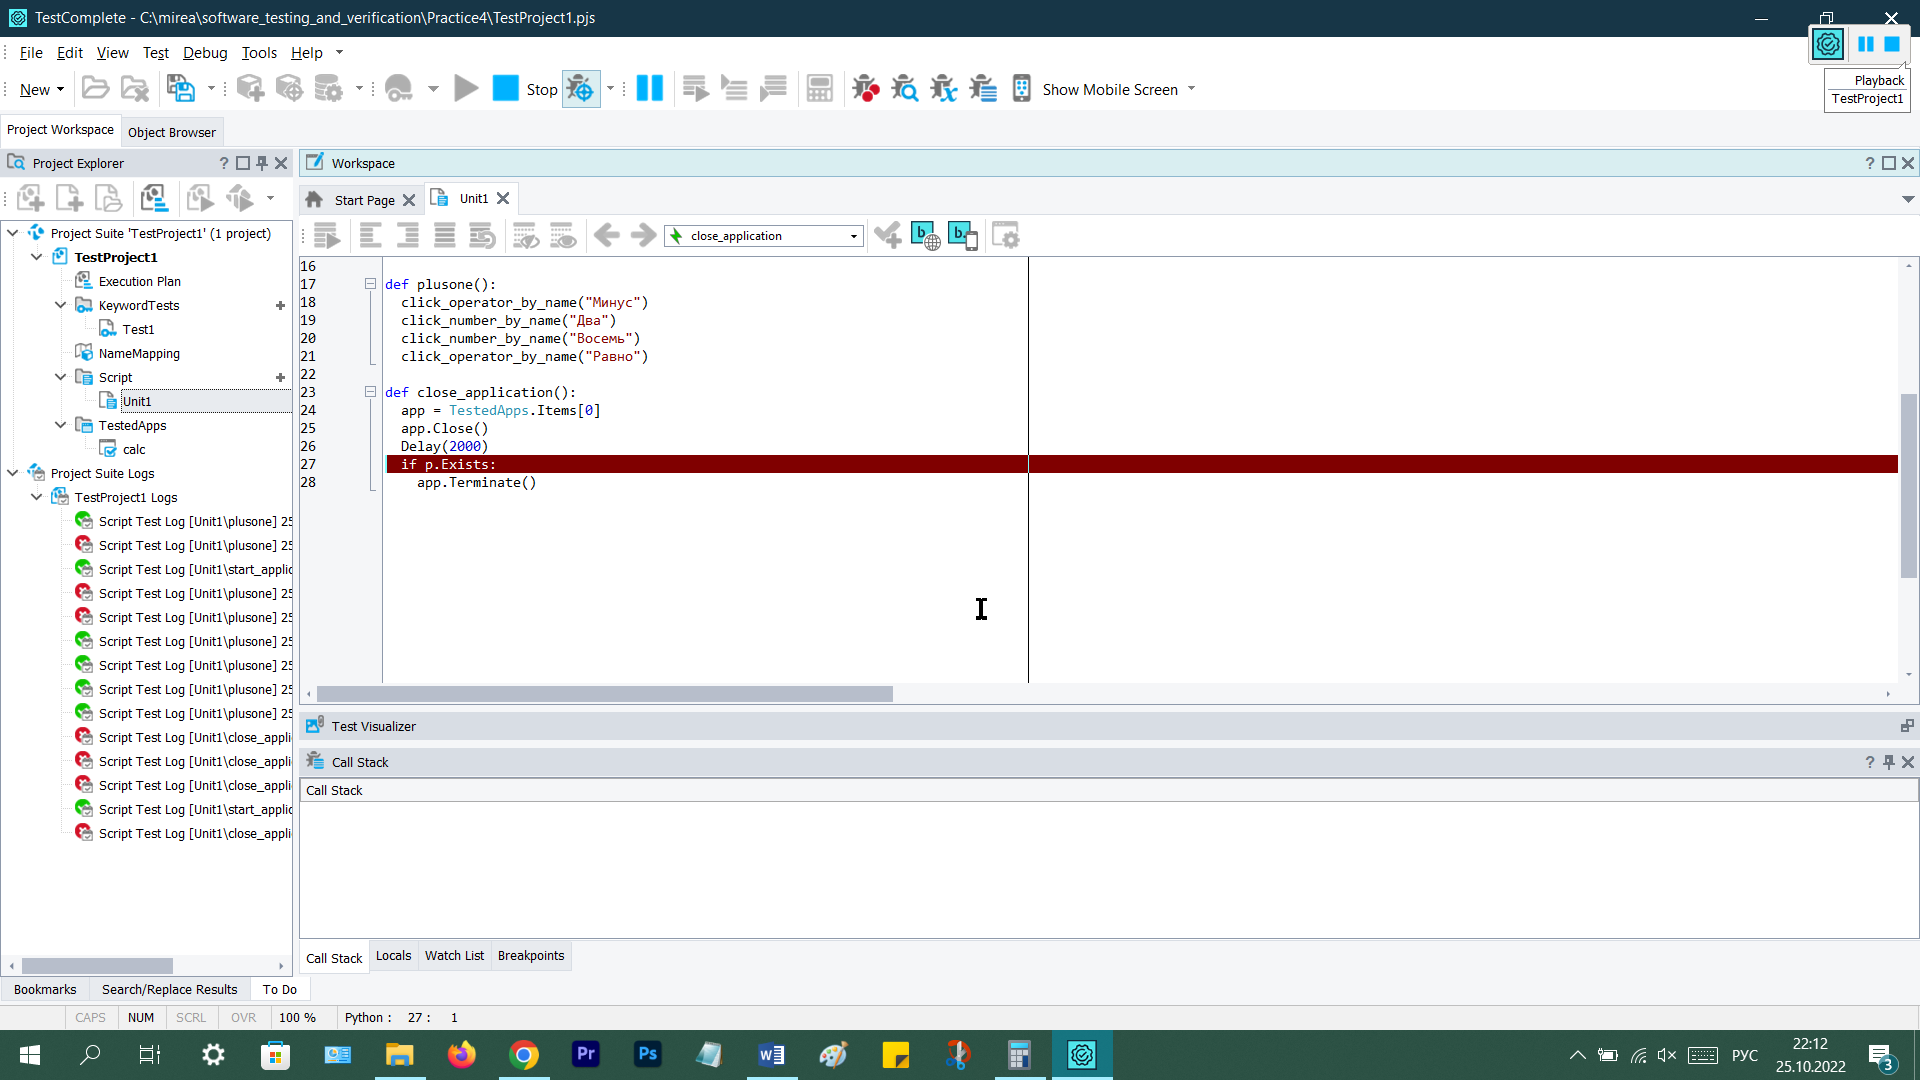 TestComplete - C:\mirea\software_testing_and_verification\Practice4\TestProject1.pjs
File Edit View Test Debug Tools Help
New
Stop
Show Mobile Screen
Playback
TestProject1
Project Workspace
Object Browser
Project Explorer
Workspace
Start Page
Unit1
close_application
Project Suite 'TestProject1' (1 project)
TestProject1
Execution Plan
KeywordTests
Test1
NameMapping
Script
Unit1
TestedApps
calc
Project Suite Logs
TestProject1 Logs
Script Test Log [Unit1\plusone] 25
Script Test Log [Unit1\plusone] 25
Script Test Log [Unit1\start_applic
Script Test Log [Unit1\plusone] 25
Script Test Log [Unit1\plusone] 25
Script Test Log [Unit1\plusone] 25
Script Test Log [Unit1\plusone] 25
Script Test Log [Unit1\plusone] 25
Script Test Log [Unit1\plusone] 25
Script Test Log [Unit1\close_appli
Script Test Log [Unit1\close_appli
Script Test Log [Unit1\close_appli
Script Test Log [Unit1\start_applic
Script Test Log [Unit1\close_appli
16
17 def plusone():
18 click_operator_by_name("Минус")
19 click_number_by_name("Два")
20 click_number_by_name("Восемь")
21 click_operator_by_name("Равно")
22
23 def close_application():
24 app = TestedApps.Items[0]
25 app.Close()
26 Delay(2000)
27 if p.Exists:
28 app.Terminate()
Test Visualizer
Call Stack
Call Stack
Call Stack Locals Watch List Breakpoints
Bookmarks Search/Replace Results To Do
CAPS NUM SCRL OVR 100 % Python : 27 : 1
Pr
Ps
РУС
22:12
25.10.2022
3